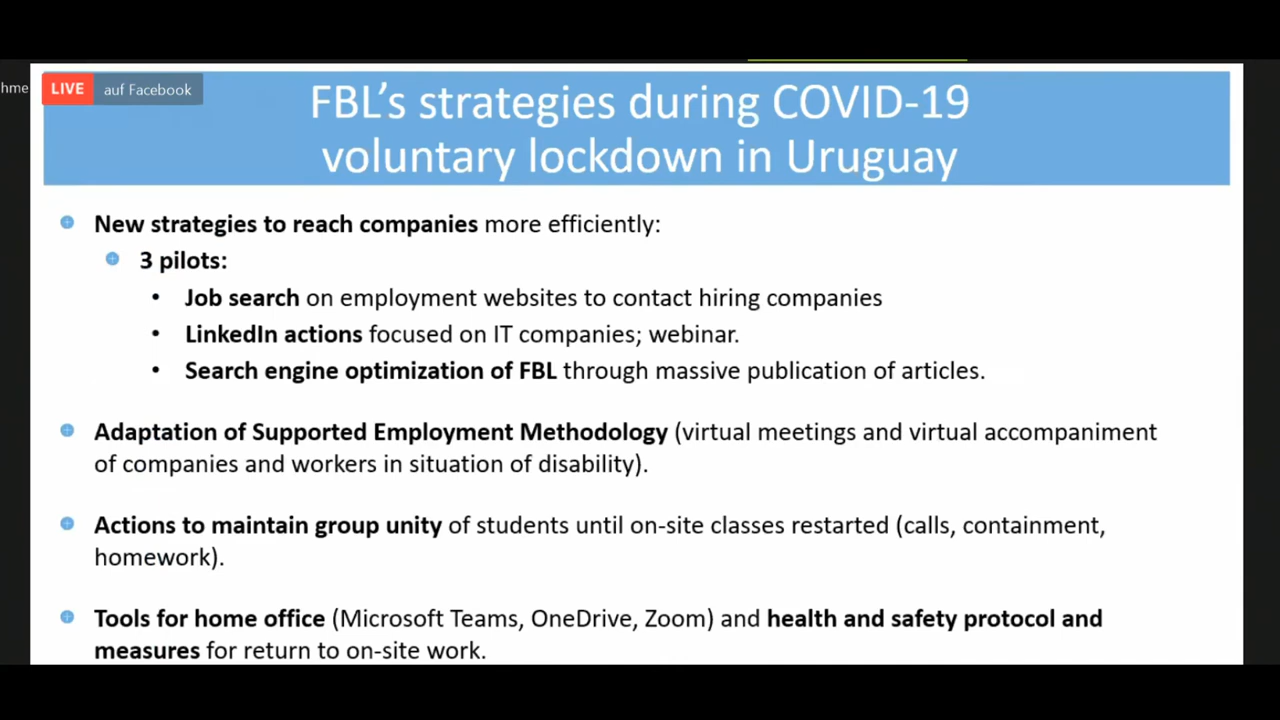 hme
LIVE auf Facebook
FBL's strategies during COVID-19
voluntary lockdown in Uruguay
New strategies to reach companies more efficiently:
3 pilots:
• Job search on employment websites to contact hiring companies
• LinkedIn actions focused on IT companies; webinar.
• Search engine optimization of FBL through massive publication of articles.
Adaptation of Supported Employment Methodology (virtual meetings and virtual accompaniment
of companies and workers in situation of disability).
Actions to maintain group unity of students until on-site classes restarted (calls, containment,
homework).
Tools for home office (Microsoft Teams, OneDrive, Zoom) and health and safety protocol and
measures for return to on-site work.